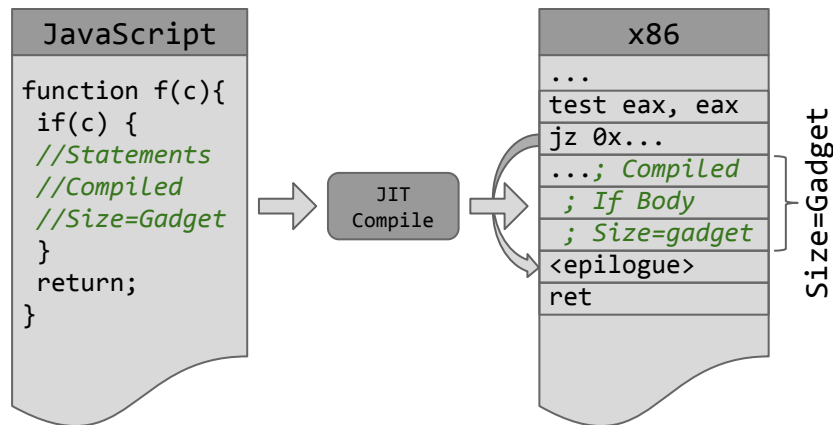 JavaScript
function f(c){
if(c) {
//Statements
//Compiled
//Size=Gadget
}
return;
}
JIT
Compile
x86
...
test eax, eax
jz 0x...
...; Compiled
; If Body
; Size=gadget
<epilogue>
ret
Size=Gadget